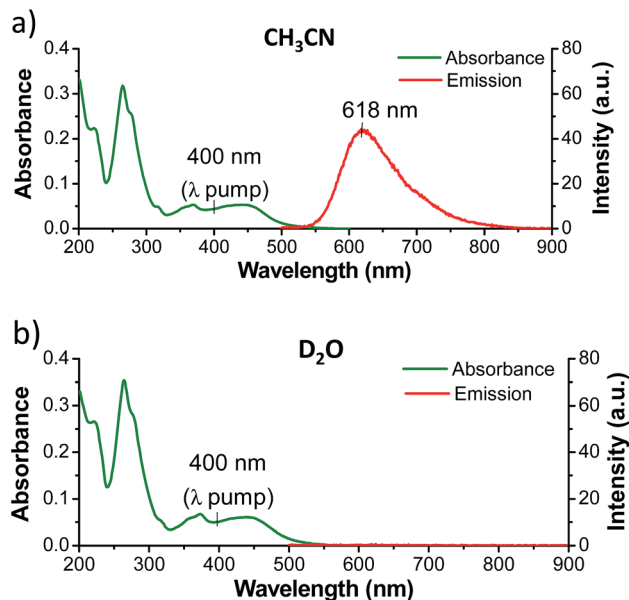 a)
CH₃CN
Absorbance
Emission
618 nm
400 nm
(λ pump)
Absorbance
0.4
0.3
0.2
0.1
0.0
80
60
40
20
0
Intensity (a.u.)
200 300 400 500 600 700 800 900
Wavelength (nm)
b)
D₂O
Absorbance
Emission
400 nm
(λ pump)
Absorbance
0.4
0.3
0.2
0.1
0.0
80
60
40
20
0
Intensity (a.u.)
200 300 400 500 600 700 800 900
Wavelength (nm)